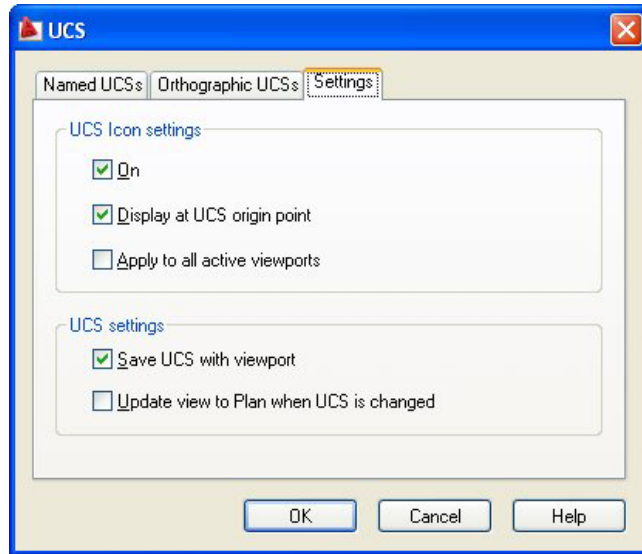 UCS
Named UCSs Orthographic UCSs Settings
UCS Icon settings
On
Display at UCS origin point
Apply to all active viewports
UCS settings
Save UCS with viewport
Update view to Plan when UCS is changed
OK Cancel Help